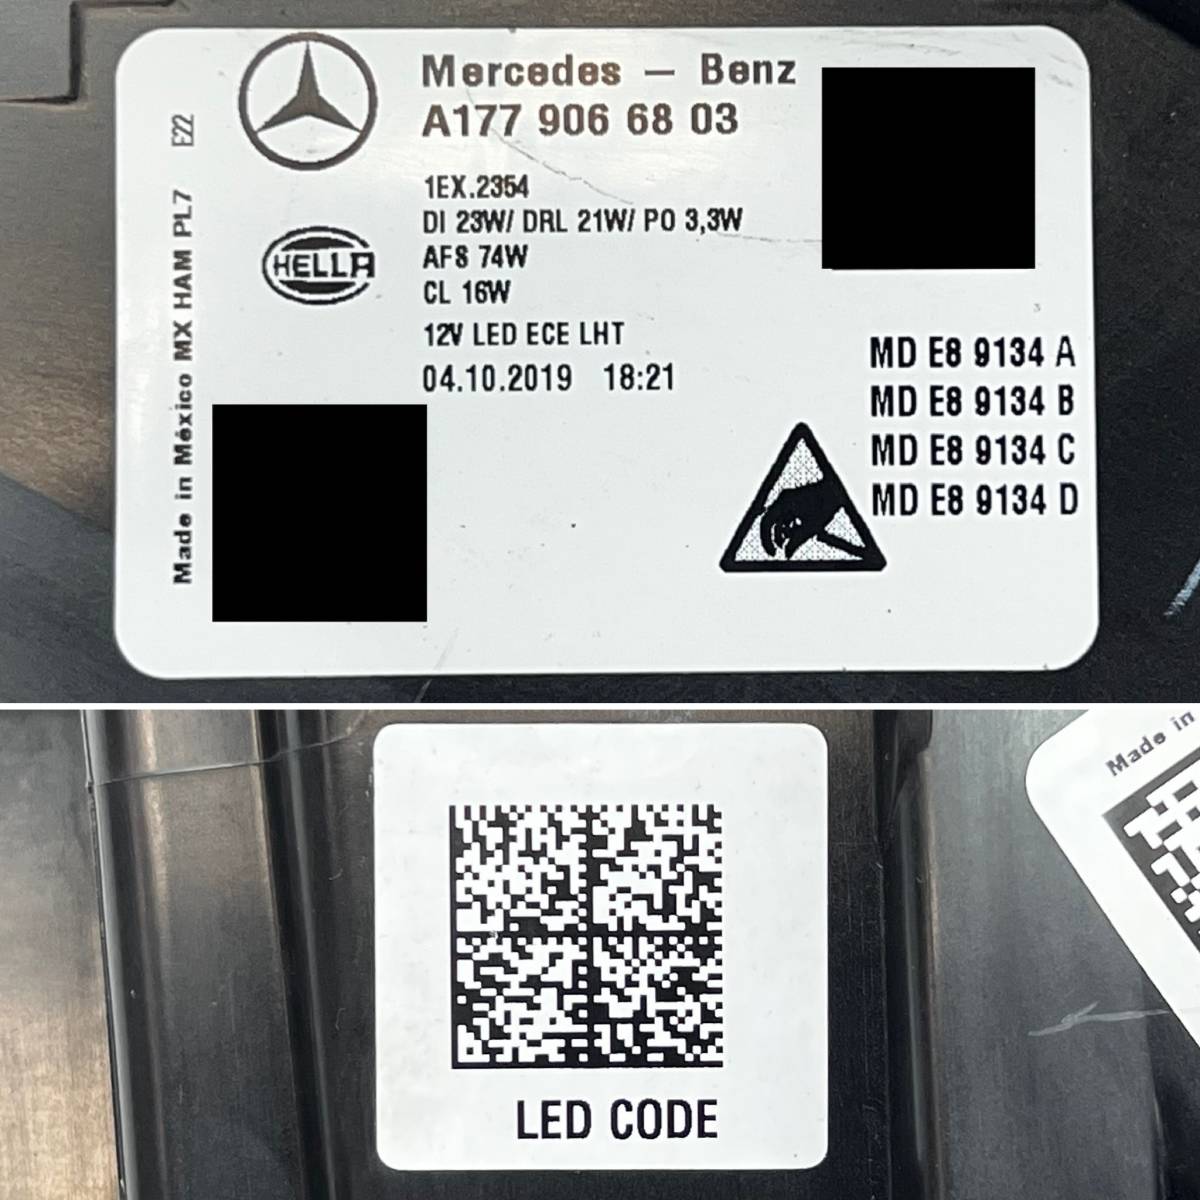 Mercedes – Benz
A177 906 68 03
1EX.2354
DI 23W/ DRL 21W/ PO 3,3W
AFS 74W
CL 16W
12V LED ECE LHT
04.10.2019 18:21
HELLA
Made in México MX HAM PL7 E22
MD E8 9134 A
MD E8 9134 B
MD E8 9134 C
MD E8 9134 D
LED CODE
Made in